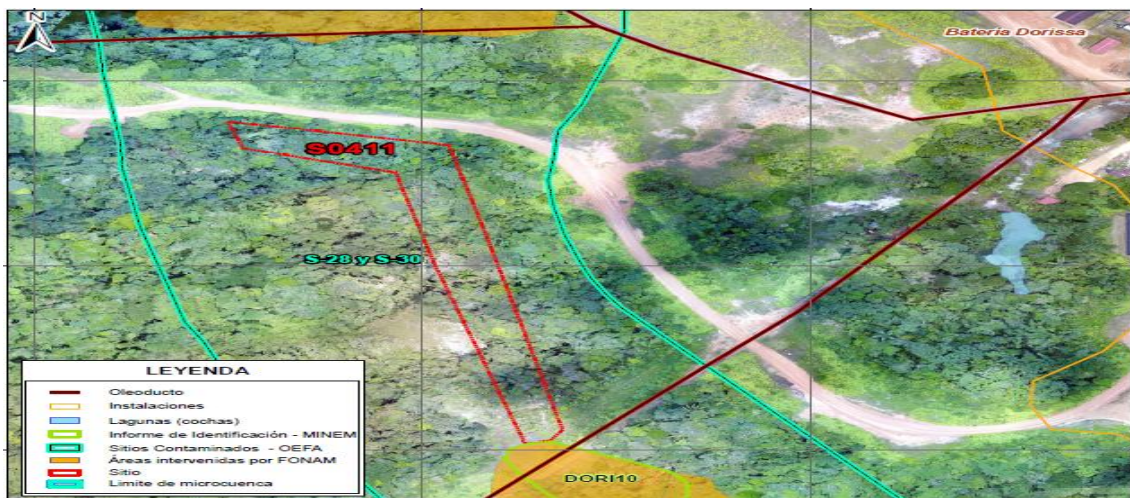 N
Batería Dorissa
S0411
S-28 y S-30
LEYENDA
Oleoducto
Instalaciones
Lagunas (cochas)
Informe de Identificación - MINEM
Sitios Contaminados - OEFA
Áreas intervenidas por FONAM
Sitio
Limite de microcuenca
DORI10